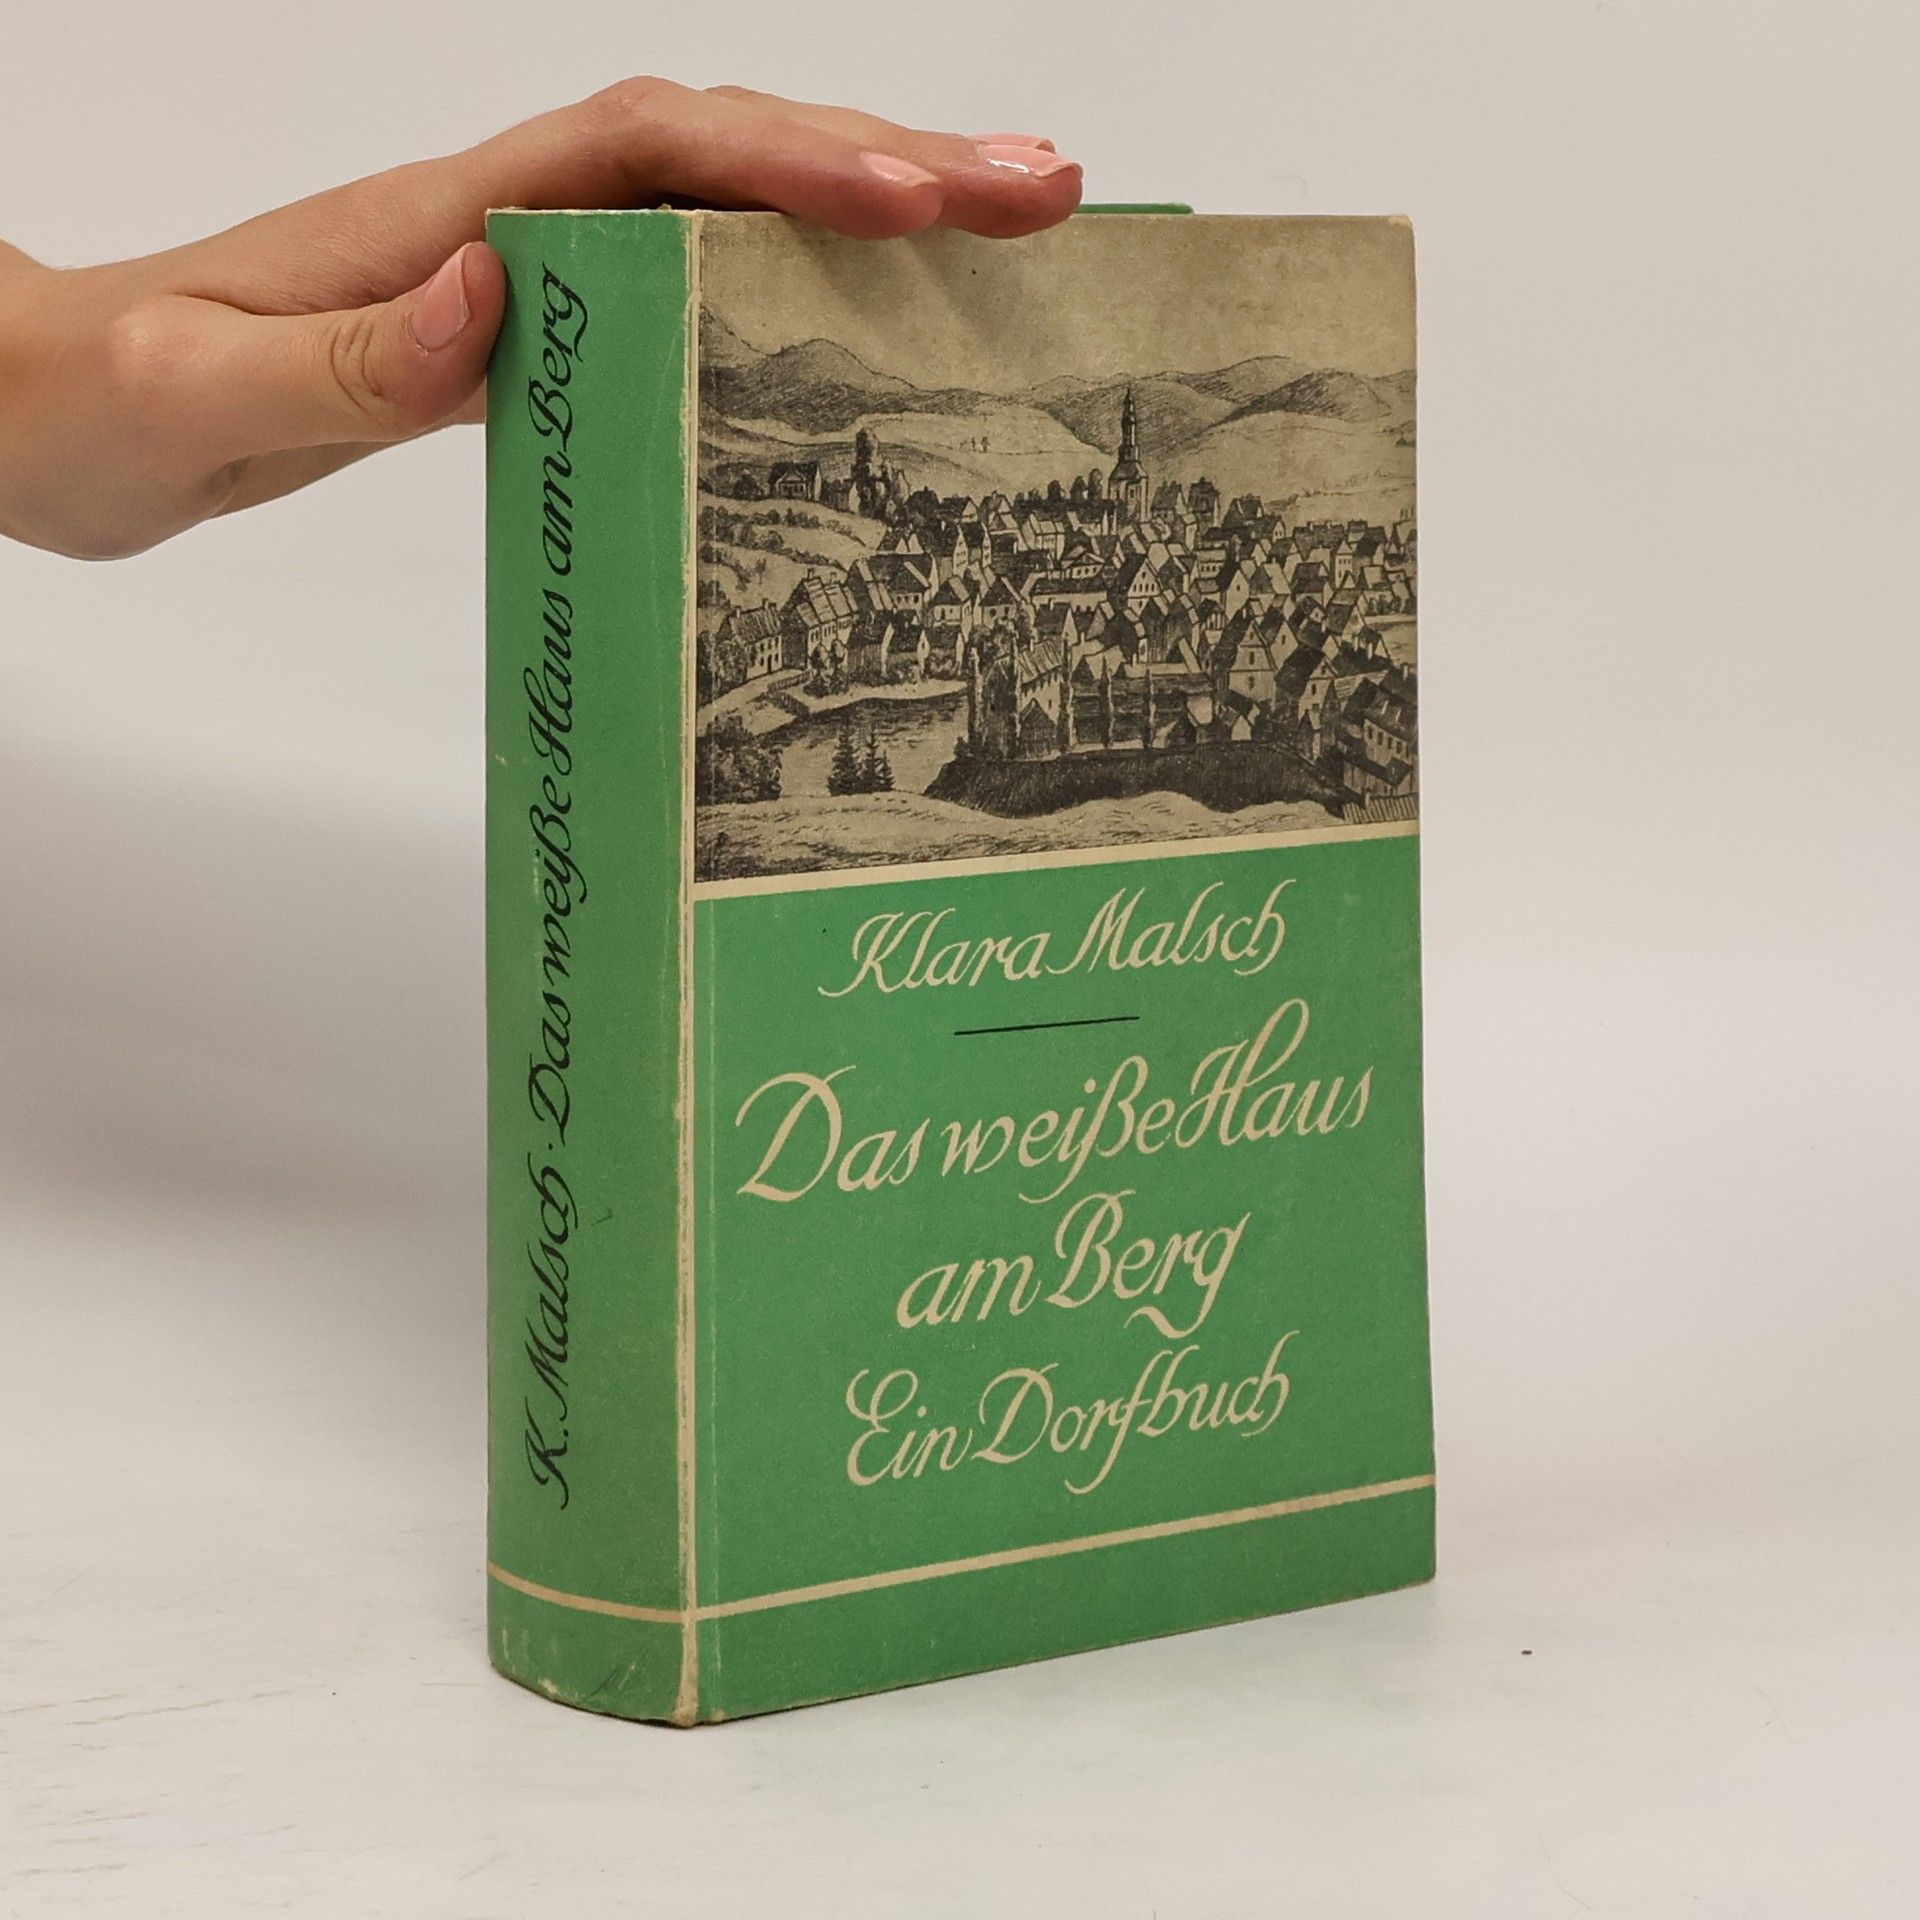 K. Malsch · Das weiße Haus am Berg
Klara Malsch
Das weiße Haus
am Berg
Ein Dorfbuch